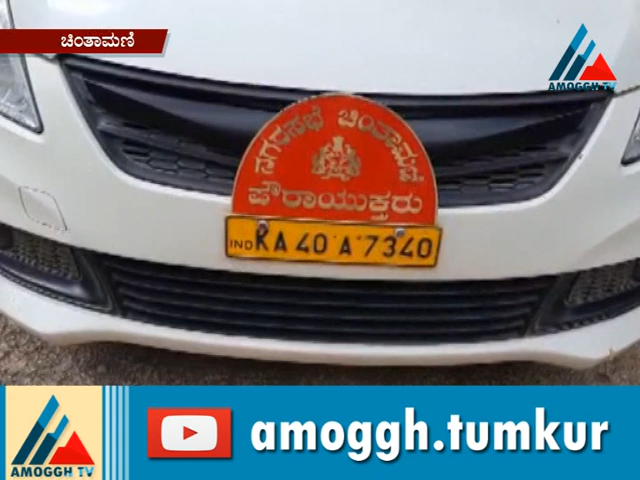 ಚಿಂತಾಮಣಿ
AMOGGH TV
ನಗರಸಭೆ ಚಿಂತಾಮಣಿ
ಪೌರಾಯುಕ್ತರು
IND KA 40 A 7340
AMOGGH TV
amoggh.tumkur